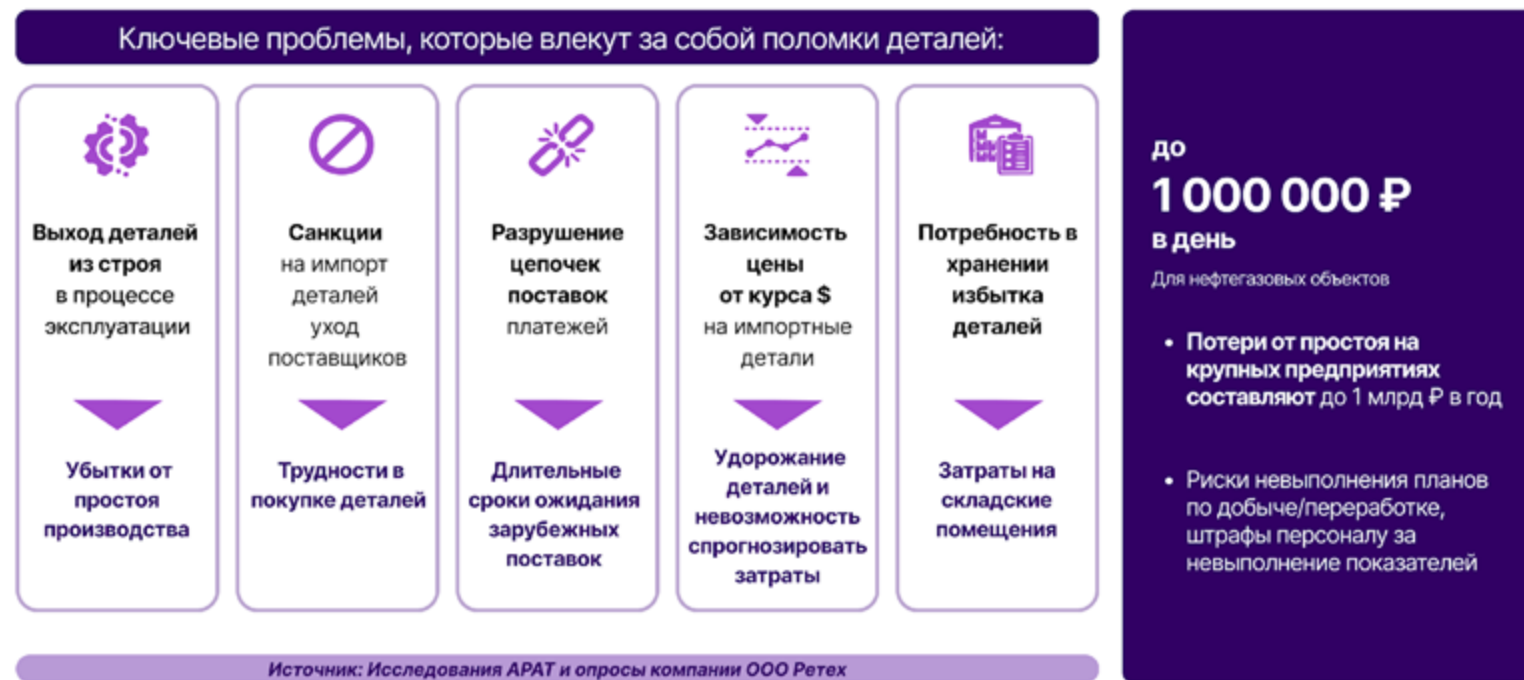 Ключевые проблемы, которые влекут за собой поломки деталей:
Выход деталей
из строя
в процессе
эксплуатации
Убытки от
простоя
производства
Санкции
на импорт
деталей
уход
поставщиков
Трудности в
покупке деталей
Разрушение
цепочек
поставок
платежей
Длительные
сроки ожидания
зарубежных
поставок
Зависимость
цены
от курса $
на импортные
детали
Удорожание
деталей и
невозможность
спрогнозировать
затраты
Потребность в
хранении
избытка
деталей
Затраты на
складские
помещения
Источник: Исследования АРАТ и опросы компании ООО Ретех
до
1 000 000 ₽
в день
Для нефтегазовых объектов
• Потери от простоя на
крупных предприятиях
составляют до 1 млрд ₽ в год
• Риски невыполнения планов
по добыче/переработке,
штрафы персоналу за
невыполнение показателей